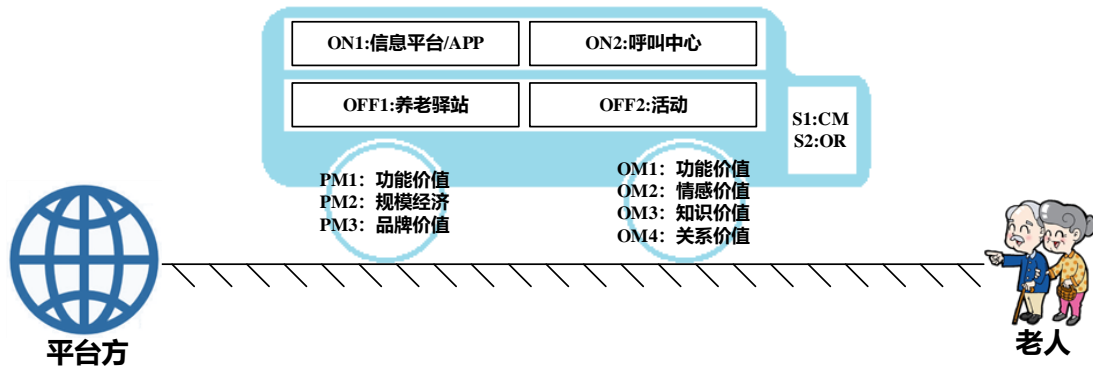 ON1:信息平台/APP
ON2:呼叫中心
OFF1:养老驿站
OFF2:活动
S1:CM
S2:OR
PM1：功能价值
PM2：规模经济
PM3：品牌价值
OM1：功能价值
OM2：情感价值
OM3：知识价值
OM4：关系价值
平台方
老人